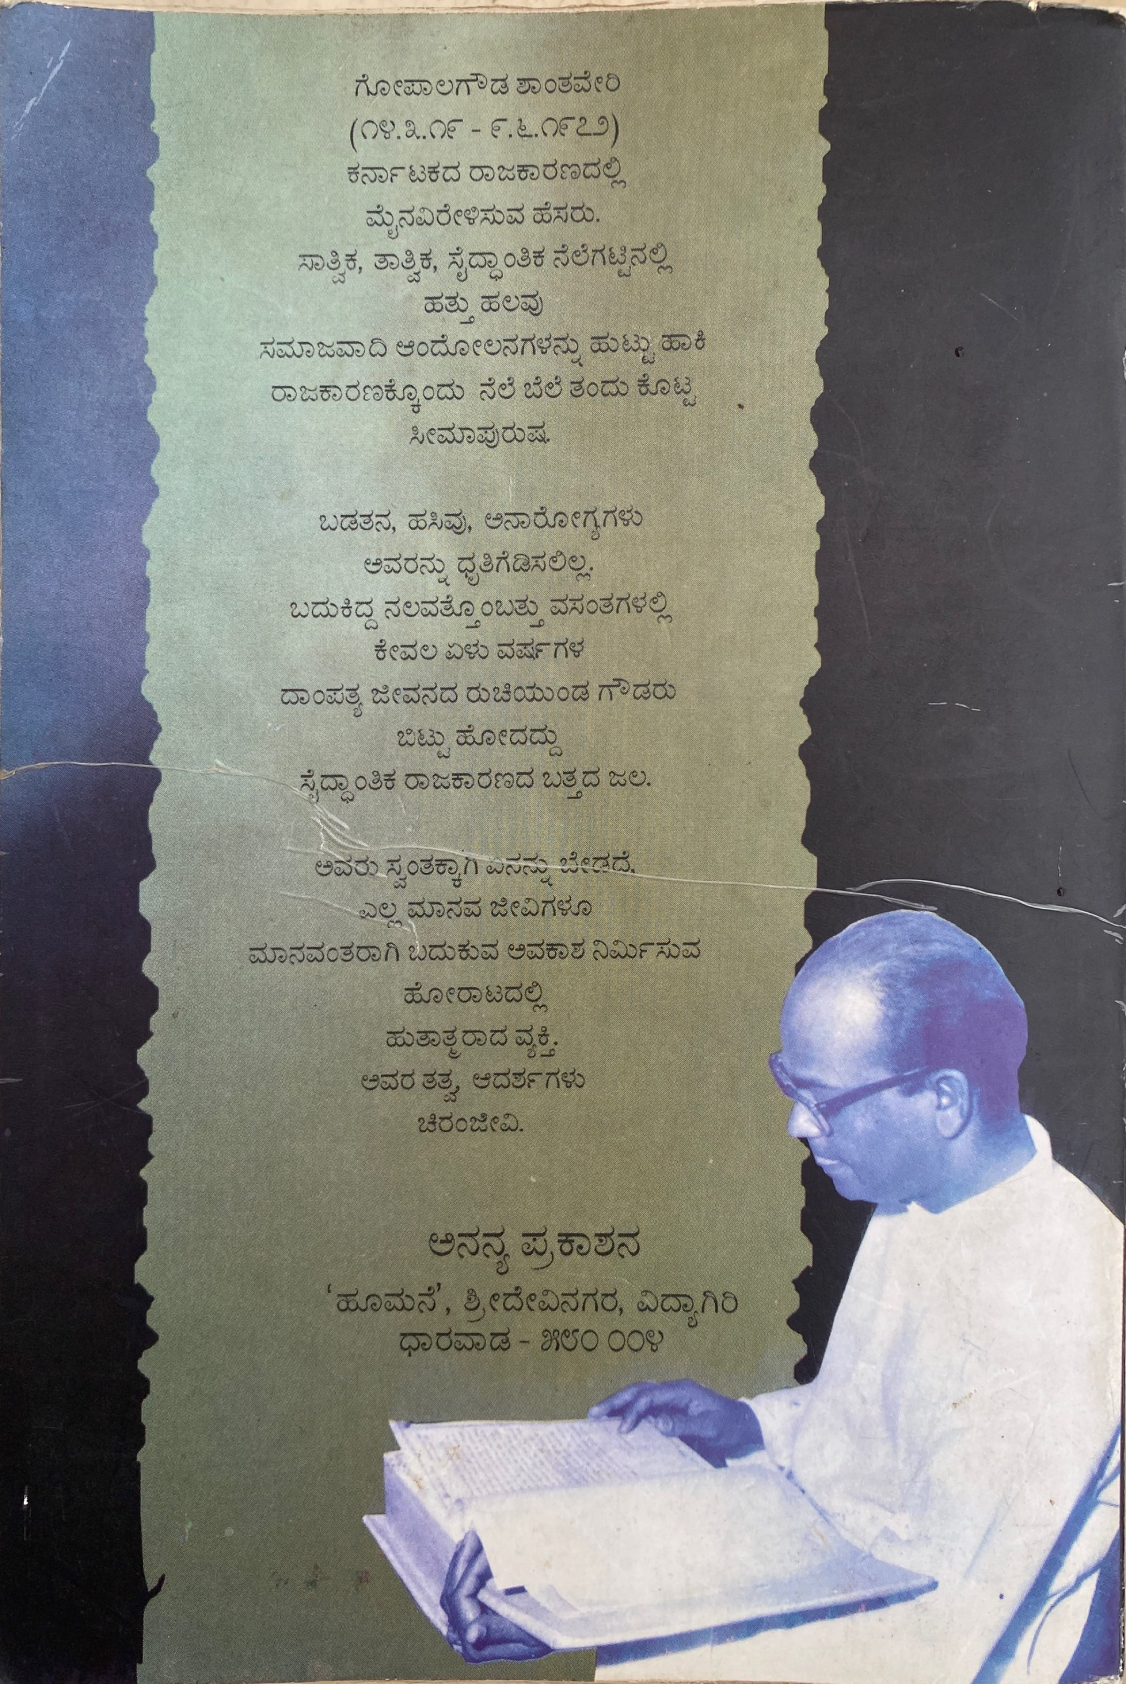 ಗೋಪಾಲಗೌಡ ಶಾಂತವೇರಿ
(೧೪.೩.೧೯ - ೯.೬.೧೯೭೨)
ಕರ್ನಾಟಕದ ರಾಜಕಾರಣದಲ್ಲಿ
ಮೈನವಿರೇಳಿಸುವ ಹೆಸರು.
ಸಾತ್ವಿಕ, ತಾತ್ವಿಕ, ಸೈದ್ಧಾಂತಿಕ ನೆಲೆಗಟ್ಟಿನಲ್ಲಿ
ಹತ್ತು ಹಲವು
ಸಮಾಜವಾದಿ ಆಂದೋಲನಗಳನ್ನು ಹುಟ್ಟು ಹಾಕಿ
ರಾಜಕಾರಣಕ್ಕೊಂದು ನೆಲೆ ಬೆಲೆ ತಂದು ಕೊಟ್ಟ
ಸೀಮಾಪುರುಷ.
ಬಡತನ, ಹಸಿವು, ಅನಾರೋಗ್ಯಗಳು
ಅವರನ್ನು ಧೃತಿಗೆಡಿಸಲಿಲ್ಲ.
ಬದುಕಿದ್ದ ನಲವತ್ತೊಂಬತ್ತು ವಸಂತಗಳಲ್ಲಿ
ಕೇವಲ ಏಳು ವರ್ಷಗಳ
ದಾಂಪತ್ಯ ಜೀವನದ ರುಚಿಯುಂಡ ಗೌಡರು
ಬಿಟ್ಟು ಹೋದದ್ದು
ಸೈದ್ಧಾಂತಿಕ ರಾಜಕಾರಣದ ಬತ್ತದ ಜಲ.
ಅವರು ಸ್ವಂತಕ್ಕಾಗಿ ಏನನ್ನು ಬೇಡದೆ,
ಎಲ್ಲ ಮಾನವ ಜೀವಿಗಳೂ
ಮಾನವಂತರಾಗಿ ಬದುಕುವ ಅವಕಾಶ ನಿರ್ಮಿಸುವ
ಹೋರಾಟದಲ್ಲಿ
ಹುತಾತ್ಮರಾದ ವ್ಯಕ್ತಿ.
ಅವರ ತತ್ವ, ಆದರ್ಶಗಳು
ಚಿರಂಜೀವಿ.
ಅನನ್ಯ ಪ್ರಕಾಶನ
'ಹೂಮನೆ', ಶ್ರೀದೇವಿನಗರ, ವಿದ್ಯಾಗಿರಿ
ಧಾರವಾಡ - ೫೮೦ ೦೦೪